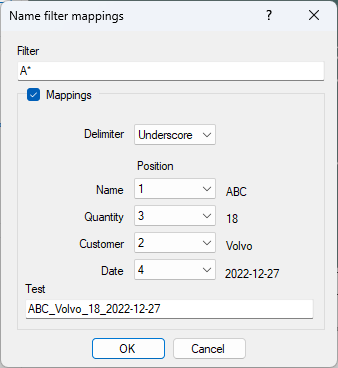 Name filter mappings ?
Filter
A*
Mappings
Delimiter Underscore
Position
Name 1 ABC
Quantity 3 18
Customer 2 Volvo
Date 4 2022-12-27
Test
ABC_Volvo_18_2022-12-27
OK Cancel